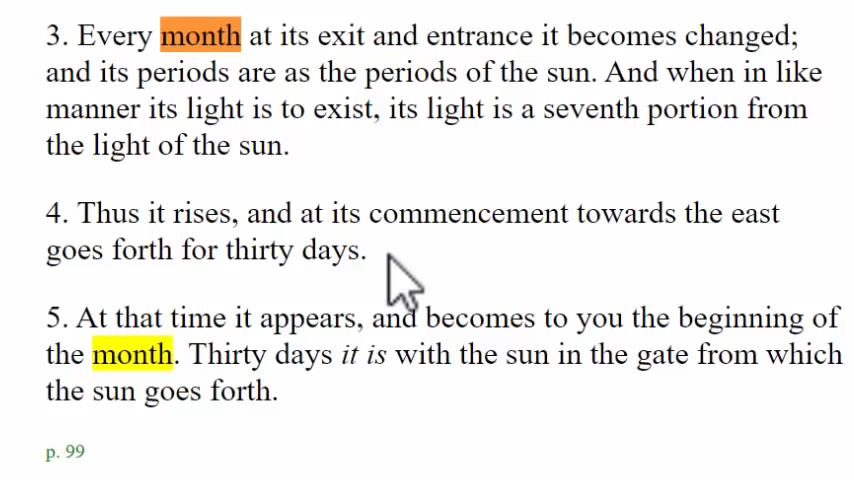 3. Every month at its exit and entrance it becomes changed;
and its periods are as the periods of the sun. And when in like
manner its light is to exist, its light is a seventh portion from
the light of the sun.
4. Thus it rises, and at its commencement towards the east
goes forth for thirty days.
5. At that time it appears, and becomes to you the beginning of
the month. Thirty days it is with the sun in the gate from which
the sun goes forth.
p. 99